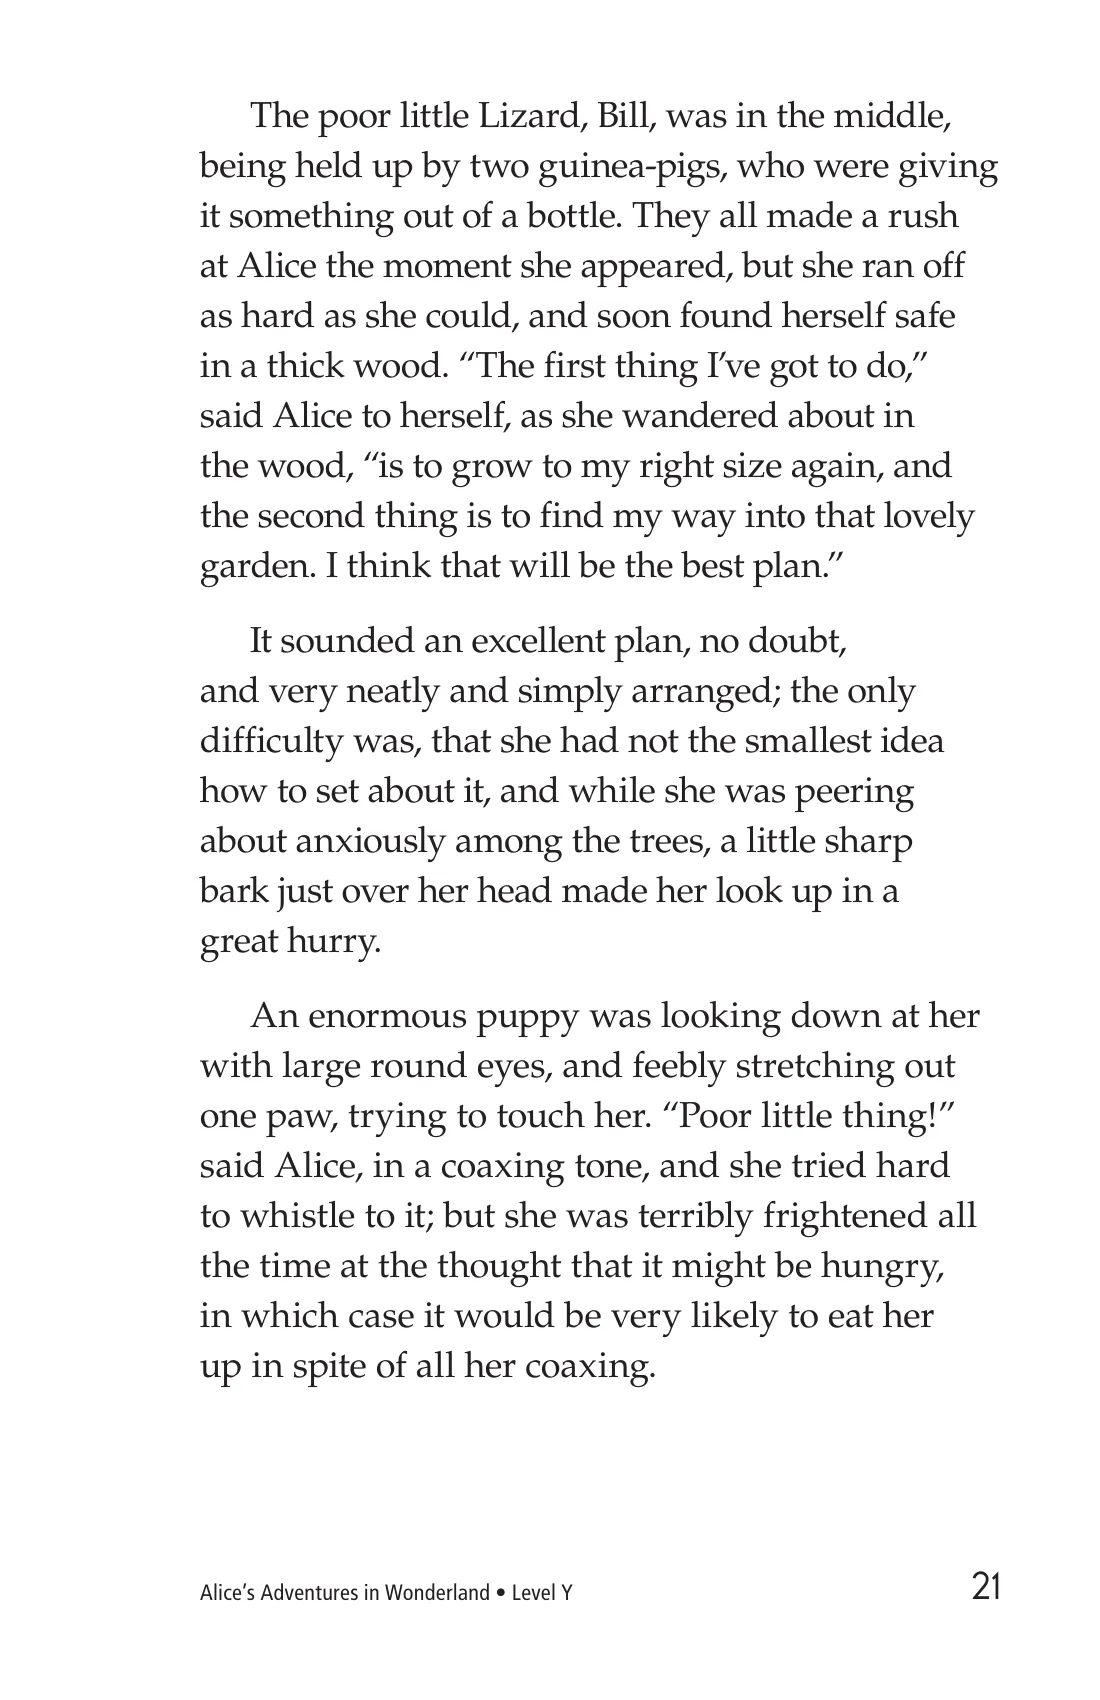 The poor little Lizard, Bill, was in the middle,
being held up by two guinea-pigs, who were giving
it something out of a bottle. They all made a rush
at Alice the moment she appeared, but she ran off
as hard as she could, and soon found herself safe
in a thick wood. “The first thing I’ve got to do,”
said Alice to herself, as she wandered about in
the wood, “is to grow to my right size again, and
the second thing is to find my way into that lovely
garden. I think that will be the best plan.”
It sounded an excellent plan, no doubt,
and very neatly and simply arranged; the only
difficulty was, that she had not the smallest idea
how to set about it, and while she was peering
about anxiously among the trees, a little sharp
bark just over her head made her look up in a
great hurry.
An enormous puppy was looking down at her
with large round eyes, and feebly stretching out
one paw, trying to touch her. “Poor little thing!”
said Alice, in a coaxing tone, and she tried hard
to whistle to it; but she was terribly frightened all
the time at the thought that it might be hungry,
in which case it would be very likely to eat her
up in spite of all her coaxing.
Alice’s Adventures in Wonderland • Level Y
21